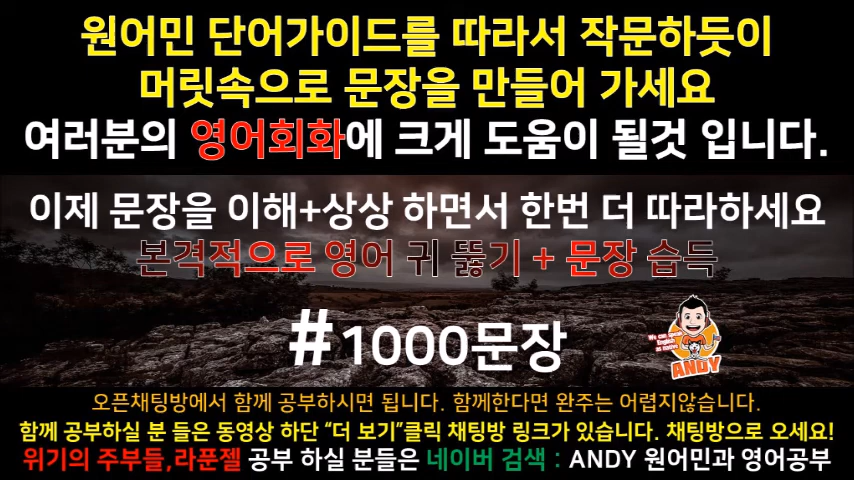 원어민 단어가이드를 따라서 작문하듯이
머릿속으로 문장을 만들어 가세요
여러분의 영어회화에 크게 도움이 될것 입니다.
이제 문장을 이해+상상 하면서 한번 더 따라하세요
본격적으로 영어 귀 뚫기 + 문장 습득
#1000문장
We can speak
English
as Native
ANDY
오픈채팅방에서 함께 공부하시면 됩니다. 함께한다면 완주는 어렵지않습니다.
함께 공부하실 분 들은 동영상 하단 “더 보기”클릭 채팅방 링크가 있습니다. 채팅방으로 오세요!
위기의 주부들,라푼젤 공부 하실 분들은 네이버 검색 : ANDY 원어민과 영어공부